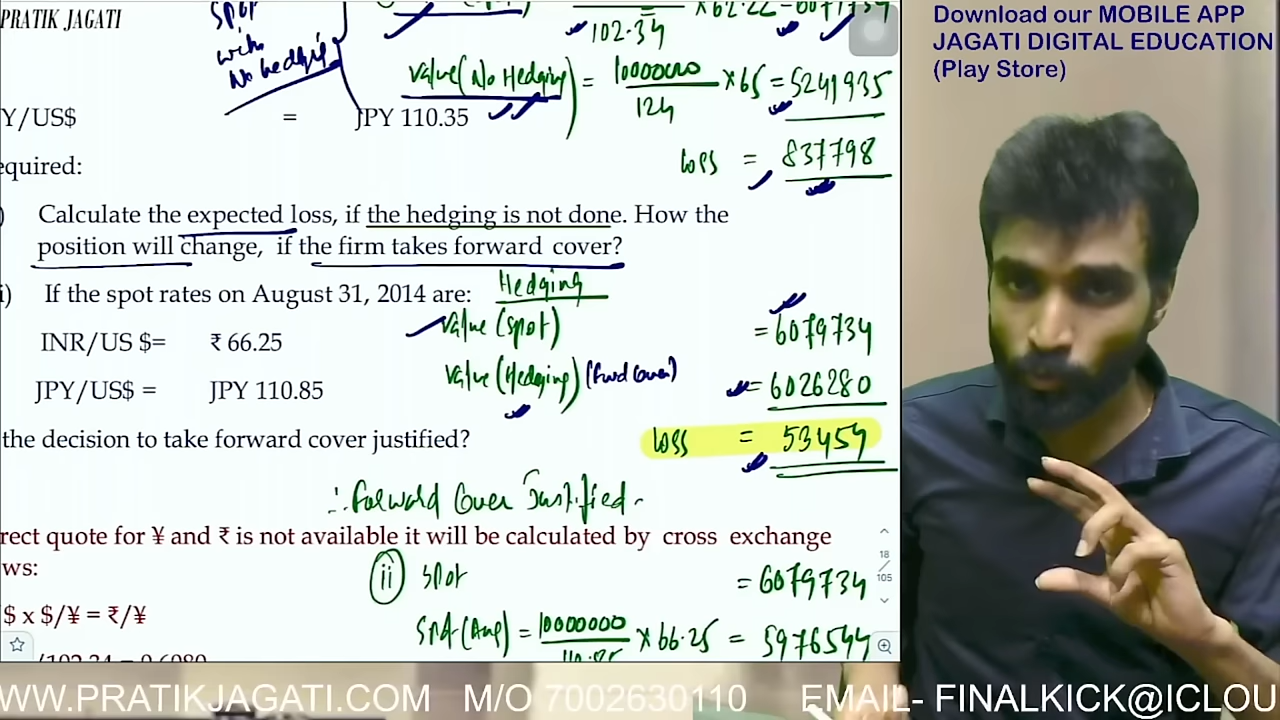 PRATIK JAGATI
Spot
with
No hedging
102.34 ×62.22 = 6079734
Value (No Hedging) = 10000000 / 124 ×65 = 5241935
Y/US$ = JPY 110.35
Loss = 837798
equired:
) Calculate the expected loss, if the hedging is not done. How the
position will change, if the firm takes forward cover?
i) If the spot rates on August 31, 2014 are: Hedging
INR/US $= ₹ 66.25
Value (Spot) = 6079734
JPY/US$ = JPY 110.85
Value (Hedging) (Fwd Cover) = 6026280
the decision to take forward cover justified?
Loss = 53454
∴ Forward Cover Justified.
rect quote for ¥ and ₹ is not available it will be calculated by cross exchange
ws:
(ii) Spot = 6079734
$ x $/¥ = ₹/¥
Spot (Aug) = 10000000 / 110.85 ×66.25 = 5976544
/102.34 = 0.6080
18
/
105
Download our MOBILE APP
JAGATI DIGITAL EDUCATION
(Play Store)
WWW.PRATIKJAGATI.COM M/O 7002630110 EMAIL- FINALKICK@ICLOU